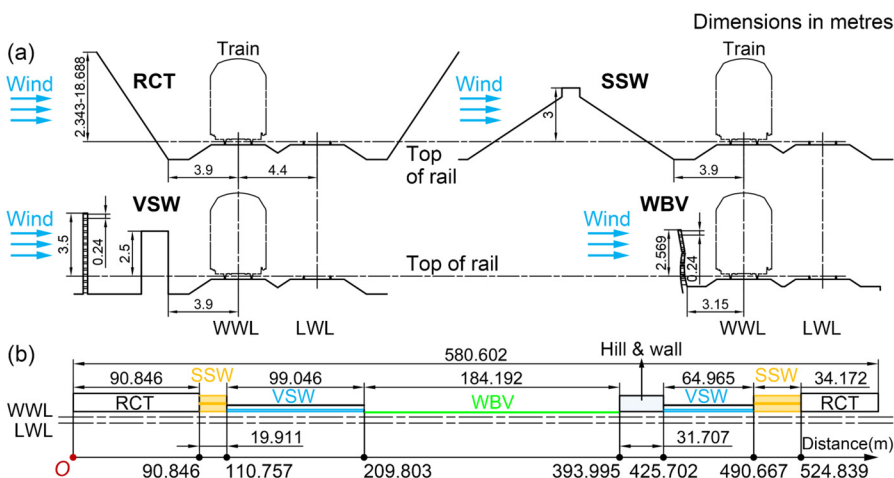 Dimensions in metres
(a)
Train
Train
Wind
RCT
Wind
SSW
2.343-18.688
3
Top
of rail
3.9
4.4
3.9
VSW
WBV
Wind
Wind
3.5
0.24
2.5
2.569
0.24
Top of rail
3.9
3.15
WWL
LWL
WWL
LWL
(b)
Hill & wall
580.602
90.846
SSW
99.046
184.192
64.965
SSW
34.172
RCT
VSW
WBV
VSW
RCT
WWL
LWL
19.911
31.707
Distance(m)
O
90.846
110.757
209.803
393.995
425.702
490.667
524.839